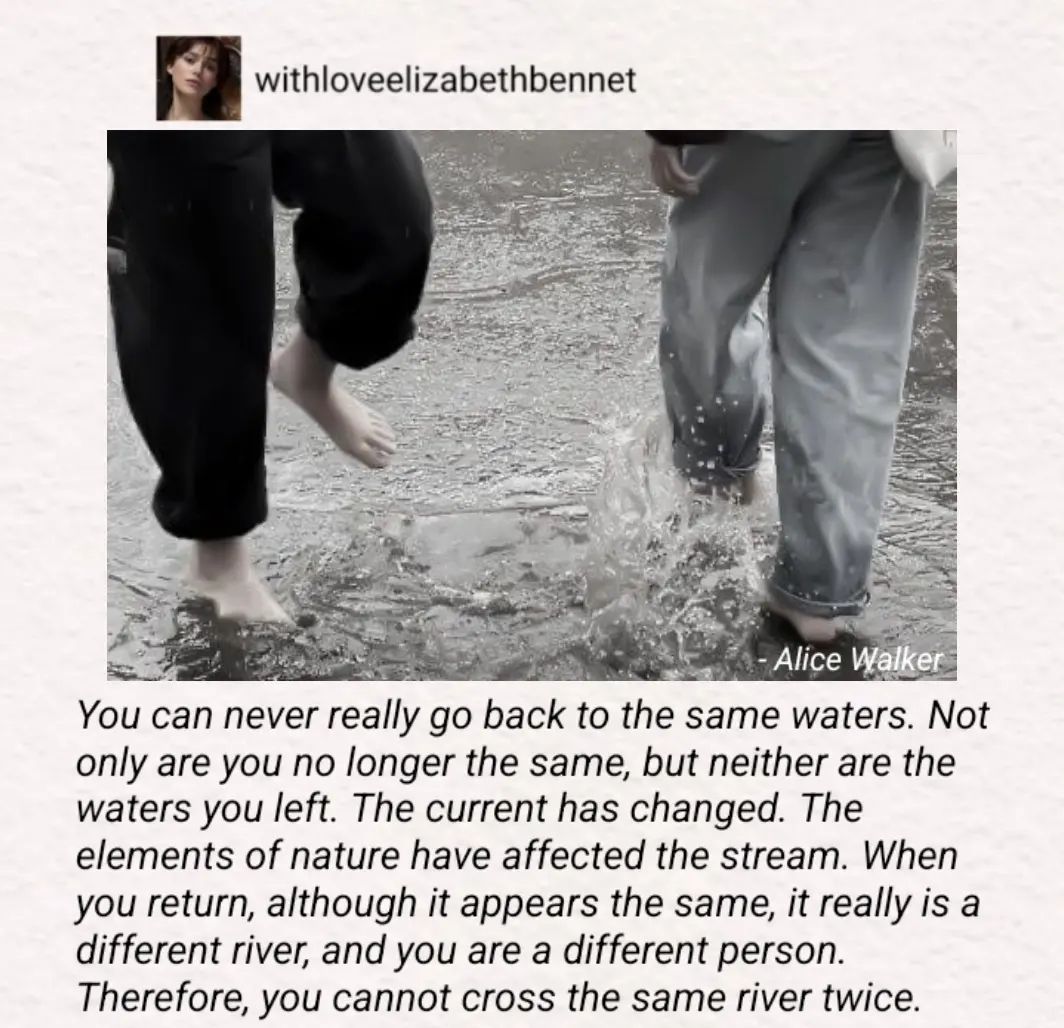 withloveelizabethbennet
- Alice Walker
You can never really go back to the same waters. Not
only are you no longer the same, but neither are the
waters you left. The current has changed. The
elements of nature have affected the stream. When
you return, although it appears the same, it really is a
different river, and you are a different person.
Therefore, you cannot cross the same river twice.